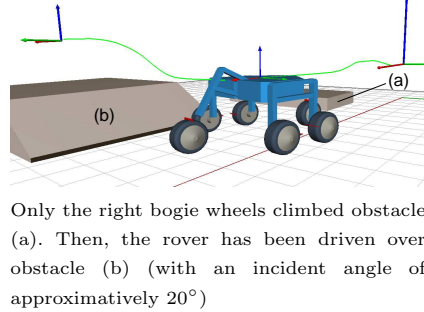 (a)
(b)
Only the right bogie wheels climbed obstacle
(a). Then, the rover has been driven over
obstacle (b) (with an incident angle of
approximatively 20°)